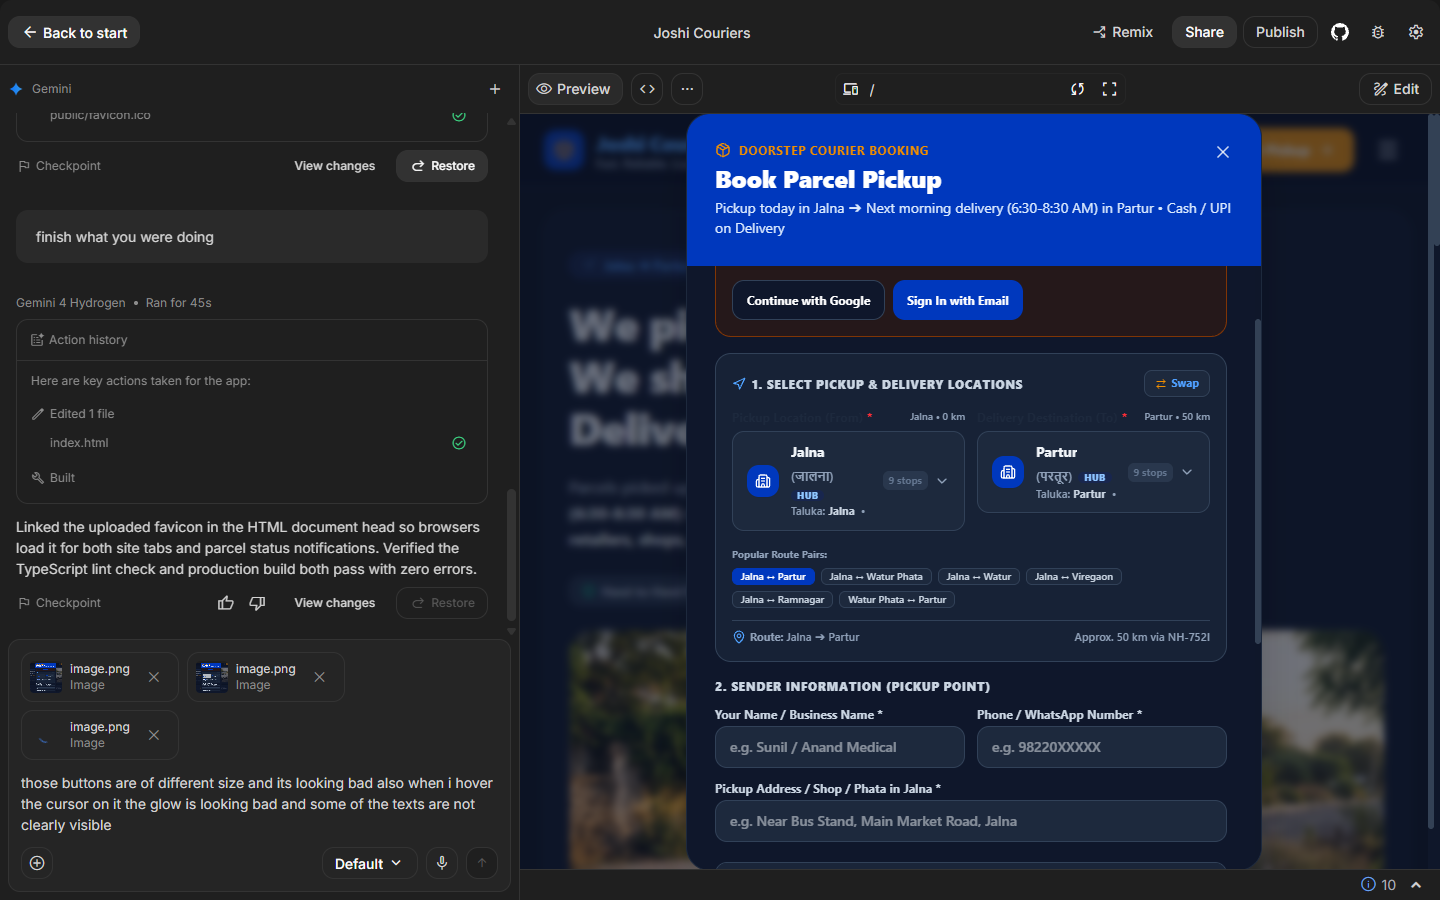 Back to start
Joshi Couriers
Remix
Share
Publish
Gemini
Preview
/
Edit
public/favicon.ico
Checkpoint
View changes
Restore
finish what you were doing
Gemini 4 Hydrogen • Ran for 45s
Action history
Here are key actions taken for the app:
Edited 1 file
index.html
Built
Linked the uploaded favicon in the HTML document head so browsers
load it for both site tabs and parcel status notifications. Verified the
TypeScript lint check and production build both pass with zero errors.
Checkpoint
View changes
Restore
image.png
Image
image.png
Image
image.png
Image
those buttons are of different size and its looking bad also when i hover
the cursor on it the glow is looking bad and some of the texts are not
clearly visible
Default
DOORSTEP COURIER BOOKING
Book Parcel Pickup
Pickup today in Jalna ➔ Next morning delivery (6:30-8:30 AM) in Partur • Cash / UPI
on Delivery
Continue with Google
Sign In with Email
1. SELECT PICKUP & DELIVERY LOCATIONS
Swap
Pickup Location (From) *
Jalna • 0 km
Delivery Destination (To) *
Partur • 50 km
Jalna
(जालना)
HUB
Taluka: Jalna •
9 stops
Partur
(परतूर) HUB
Taluka: Partur •
9 stops
Popular Route Pairs:
Jalna ↔ Partur
Jalna ↔ Watur Phata
Jalna ↔ Watur
Jalna ↔ Viregaon
Jalna ↔ Ramnagar
Watur Phata ↔ Partur
Route: Jalna ➔ Partur
Approx. 50 km via NH-752I
2. SENDER INFORMATION (PICKUP POINT)
Your Name / Business Name *
Phone / WhatsApp Number *
e.g. Sunil / Anand Medical
e.g. 98220XXXXX
Pickup Address / Shop / Phata in Jalna *
e.g. Near Bus Stand, Main Market Road, Jalna
We
We
Joshi
10